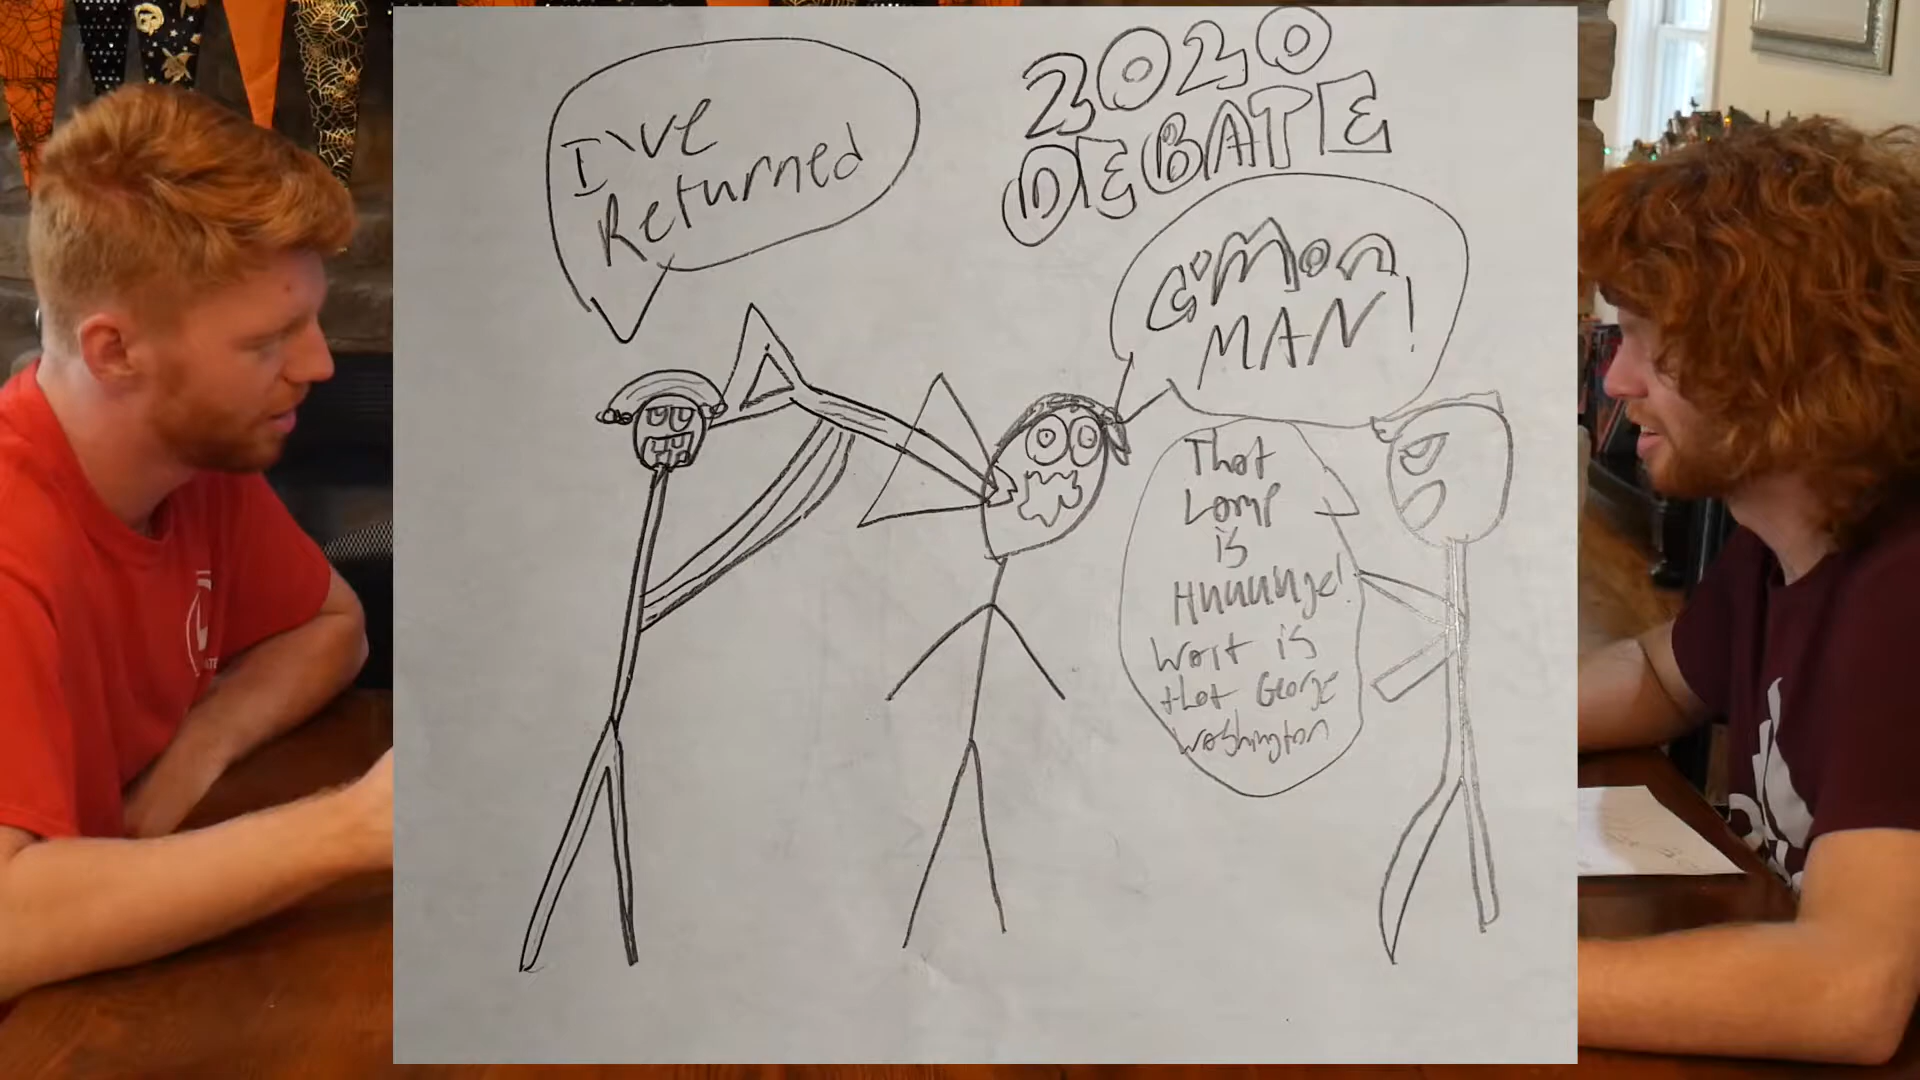 I've
Returned
2020
DEBATE
C'Mon
MAN!
That
Lamp
is
Huuuuge!
Wait is
that George
Washington